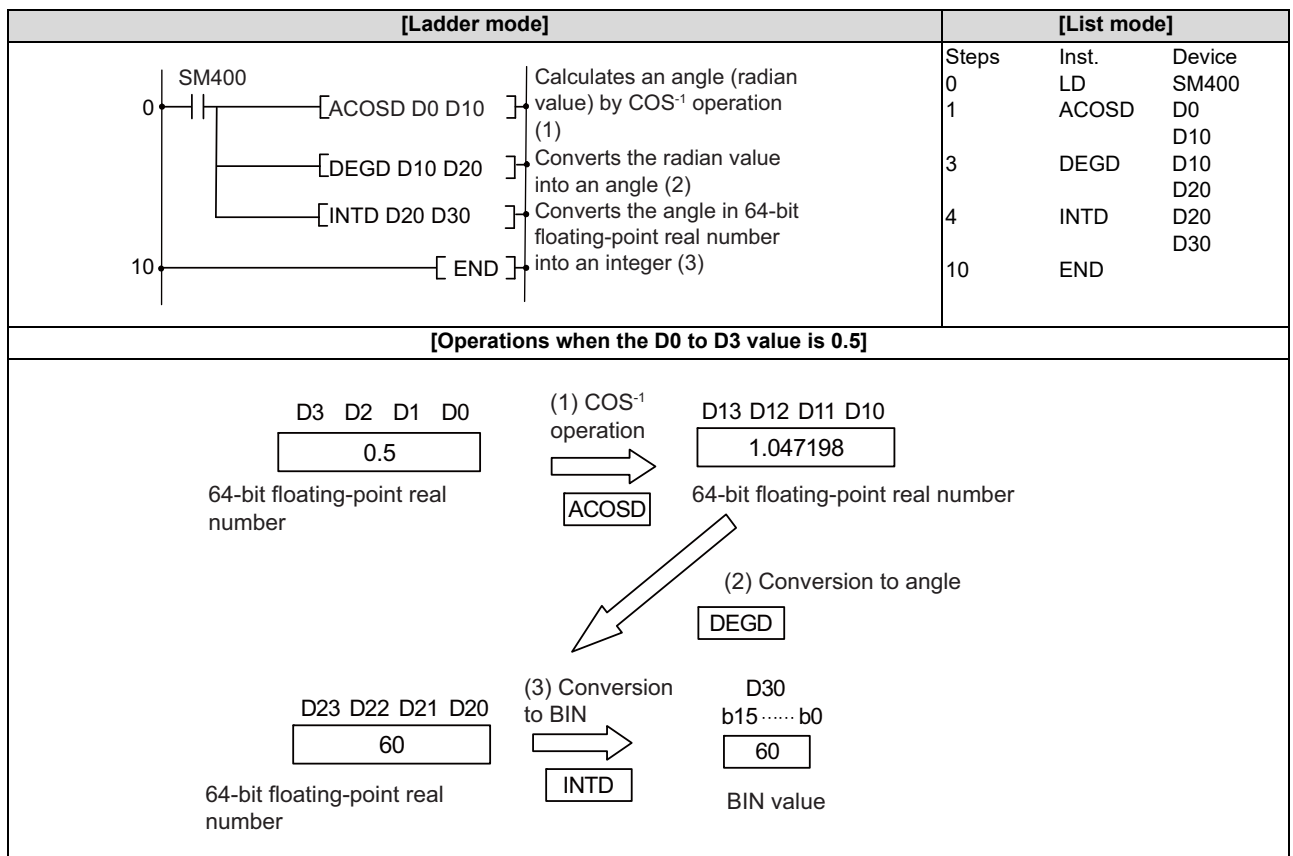 [Ladder mode] [List mode]
SM400
0
[ACOSD D0 D10 ]
Calculates an angle (radian
value) by COS-1 operation
(1)
[DEGD D10 D20 ]
Converts the radian value
into an angle (2)
[INTD D20 D30 ]
Converts the angle in 64-bit
floating-point real number
into an integer (3)
10
[ END ]
Steps Inst. Device
0 LD SM400
1 ACOSD D0
D10
3 DEGD D10
D20
4 INTD D20
D30
10 END
[Operations when the D0 to D3 value is 0.5]
D3 D2 D1 D0
0.5
64-bit floating-point real
number
(1) COS-1
operation
ACOSD
D13 D12 D11 D10
1.047198
64-bit floating-point real number
(2) Conversion to angle
DEGD
D23 D22 D21 D20
60
64-bit floating-point real
number
(3) Conversion
to BIN
INTD
D30
b15 ...... b0
60
BIN value